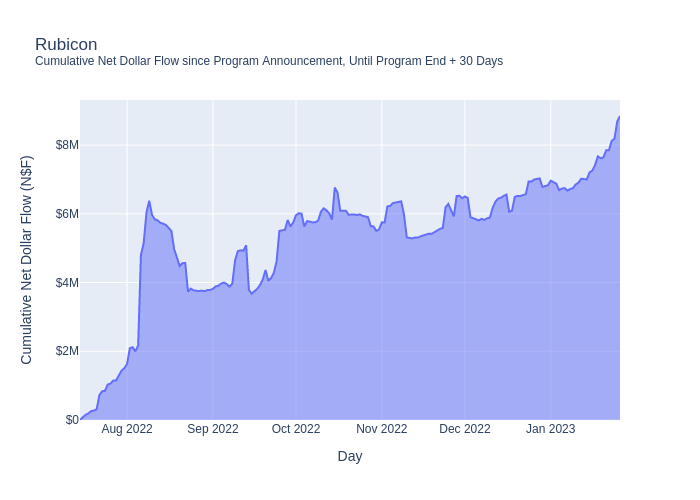 Rubicon
Cumulative Net Dollar Flow since Program Announcement, Until Program End + 30 Days
Cumulative Net Dollar Flow (N$F)
$8M
$6M
$4M
$2M
$0
Aug 2022 Sep 2022 Oct 2022 Nov 2022 Dec 2022 Jan 2023
Day